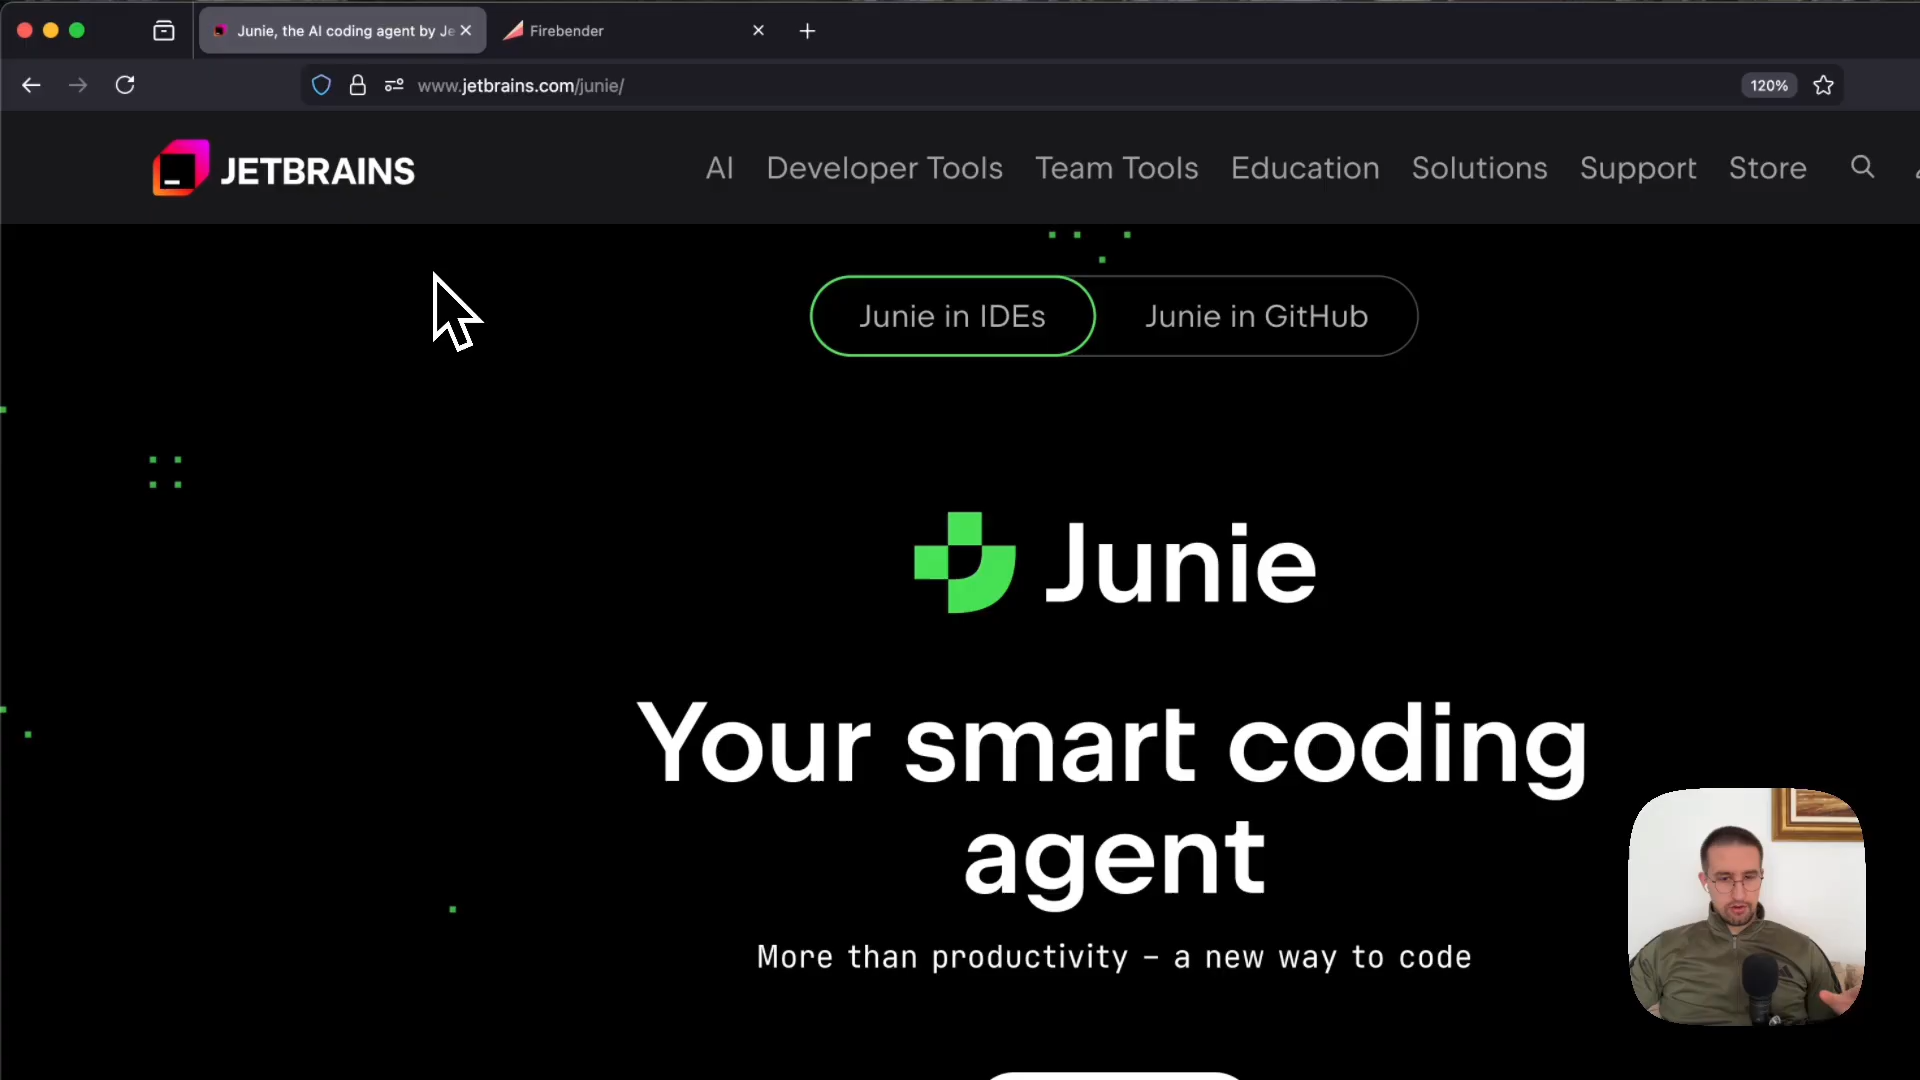 Junie, the AI coding agent by Je
Firebender
www.jetbrains.com/junie/
120%
JETBRAINS
AI
Developer Tools
Team Tools
Education
Solutions
Support
Store
Junie in IDEs
Junie in GitHub
Junie
Your smart coding
agent
More than productivity – a new way to code